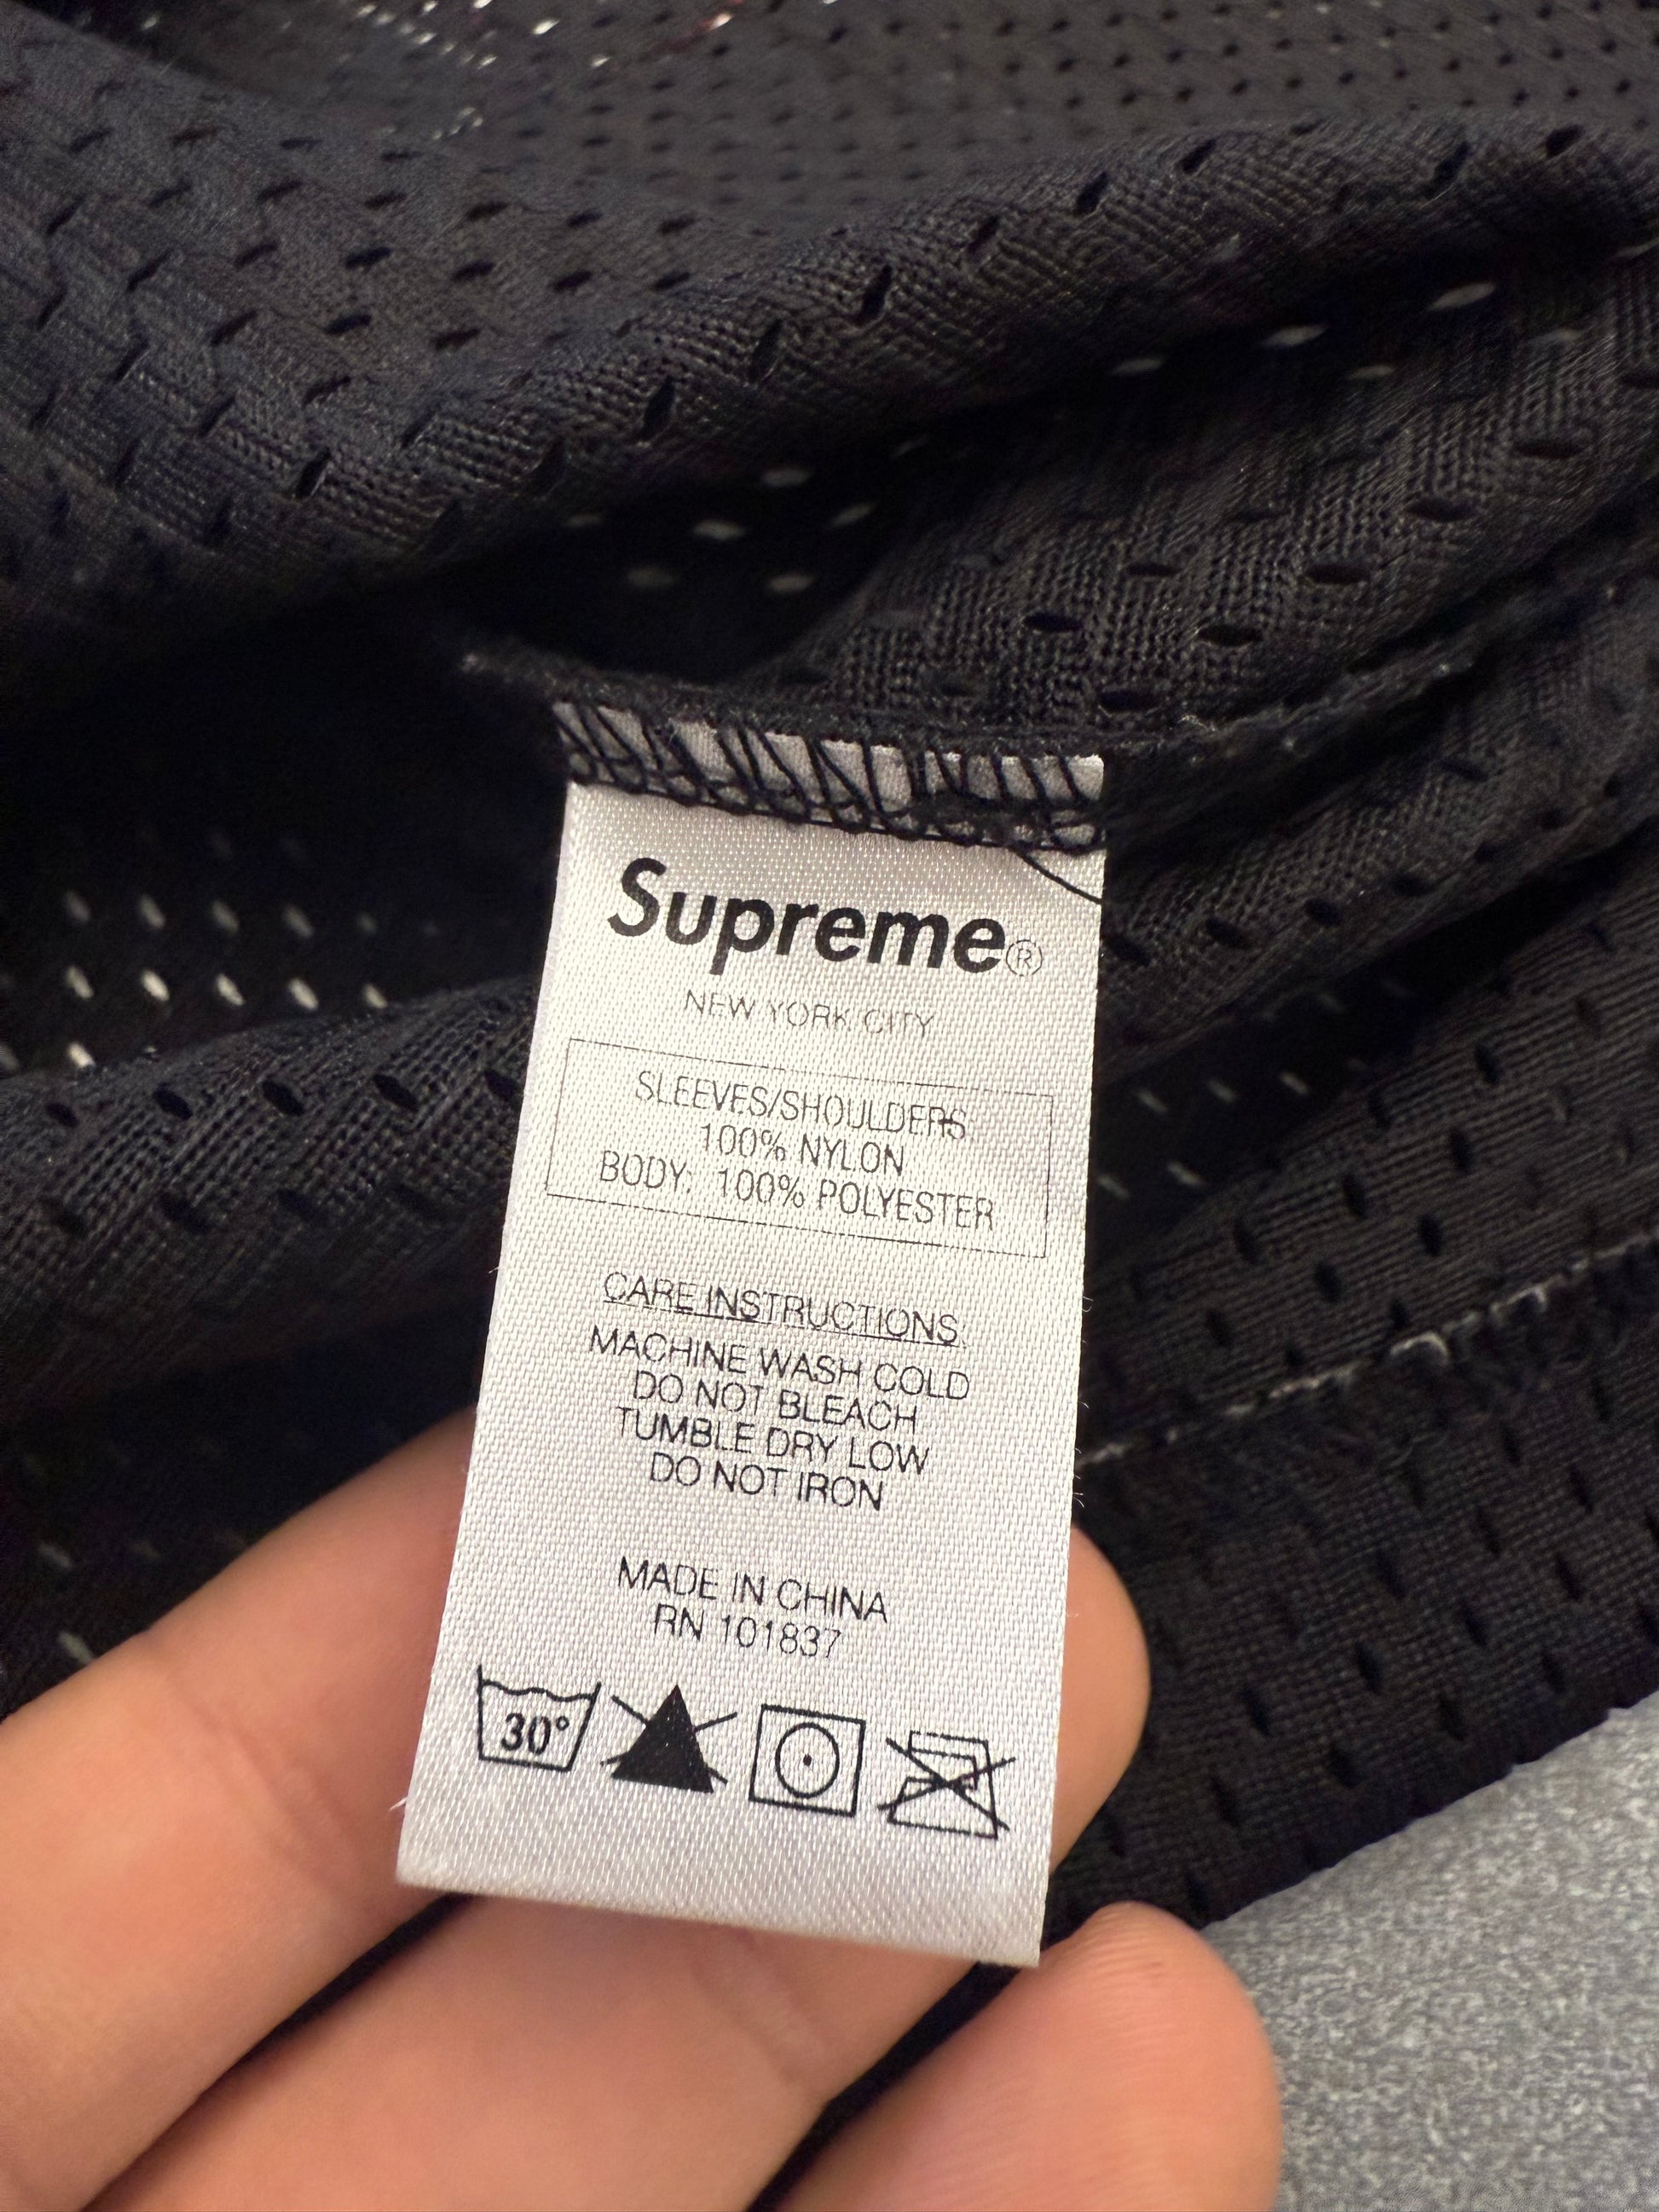 Supreme®
NEW YORK CITY
SLEEVES/SHOULDERS:
100% NYLON
BODY: 100% POLYESTER
CARE INSTRUCTIONS:
MACHINE WASH COLD
DO NOT BLEACH
TUMBLE DRY LOW
DO NOT IRON
MADE IN CHINA
RN 101837
30°